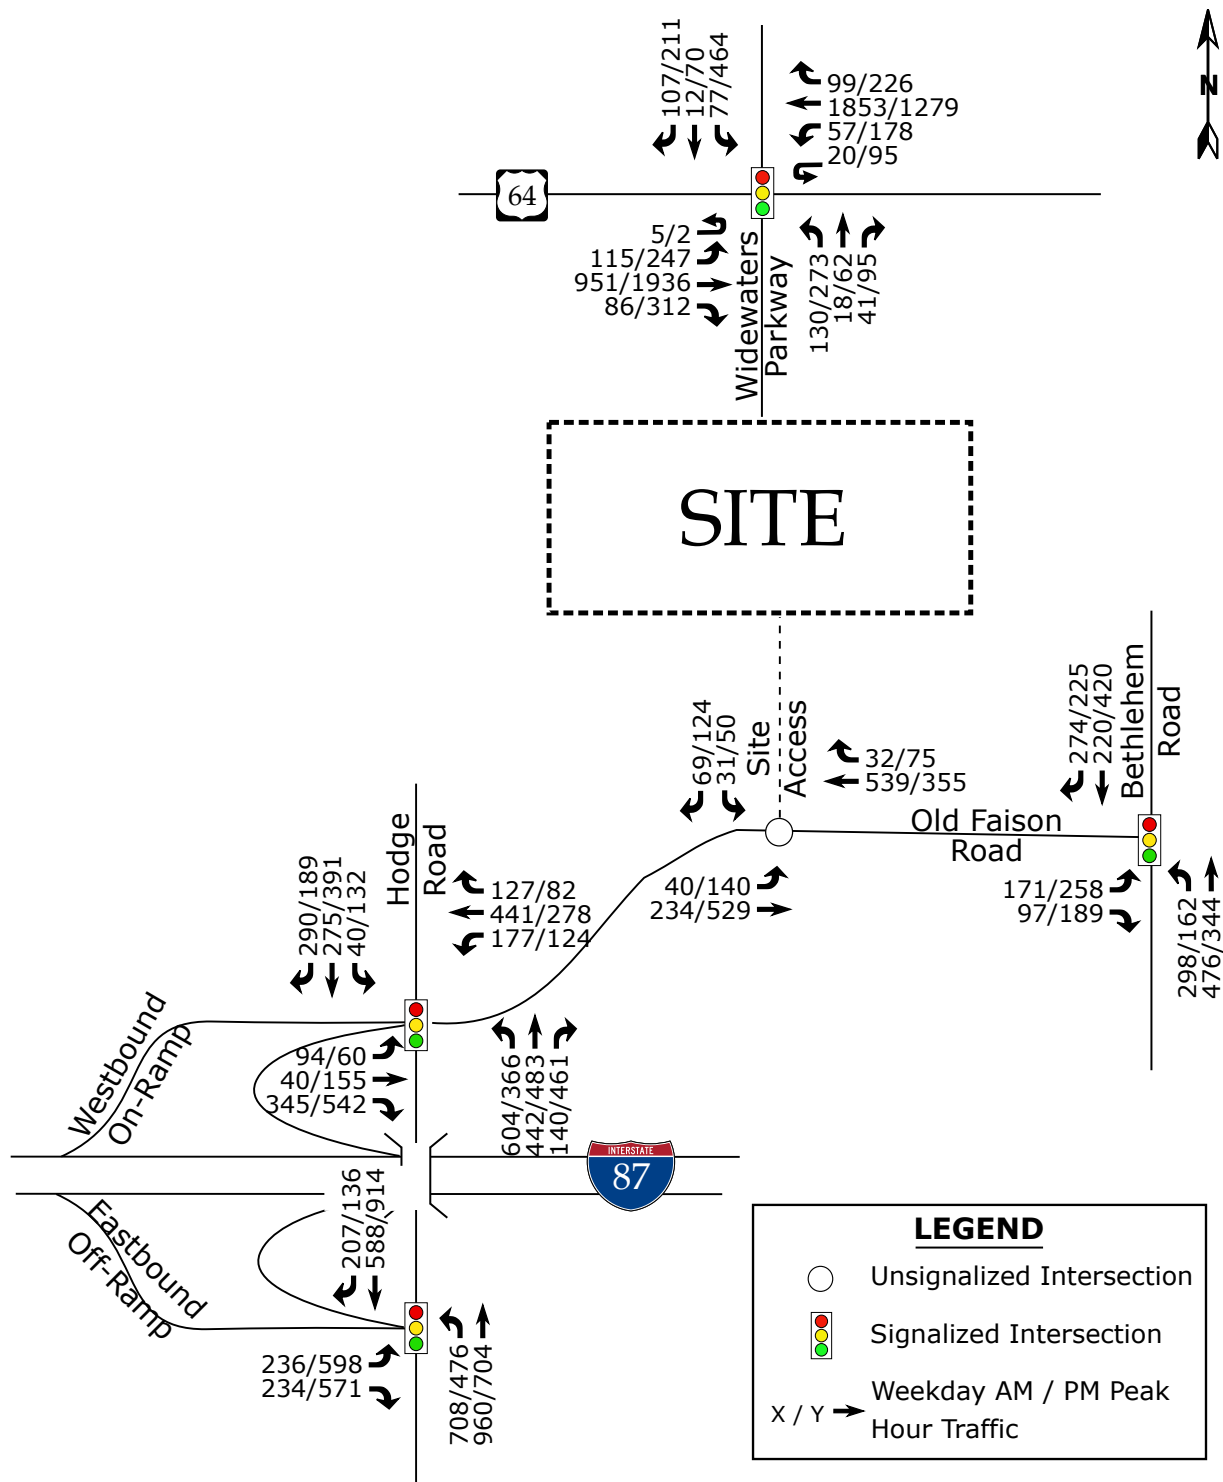 107/211
12/70
77/464
99/226
1853/1279
57/178
20/95
N
64
5/2
115/247
951/1936
86/312
Widewaters
Parkway
130/273
18/62
41/95
SITE
69/124
31/50
Site
Access
32/75
539/355
274/225
220/420
Bethlehem
Road
Old Faison
Road
40/140
234/529
171/258
97/189
298/162
476/344
290/189
275/391
40/132
Hodge
Road
127/82
441/278
177/124
Westbound
On-Ramp
94/60
40/155
345/542
604/366
442/483
140/461
INTERSTATE
87
207/136
588/914
Eastbound
Off-Ramp
236/598
234/571
708/476
960/704
LEGEND
Unsignalized Intersection
Signalized Intersection
X / Y
Weekday AM / PM Peak
Hour Traffic